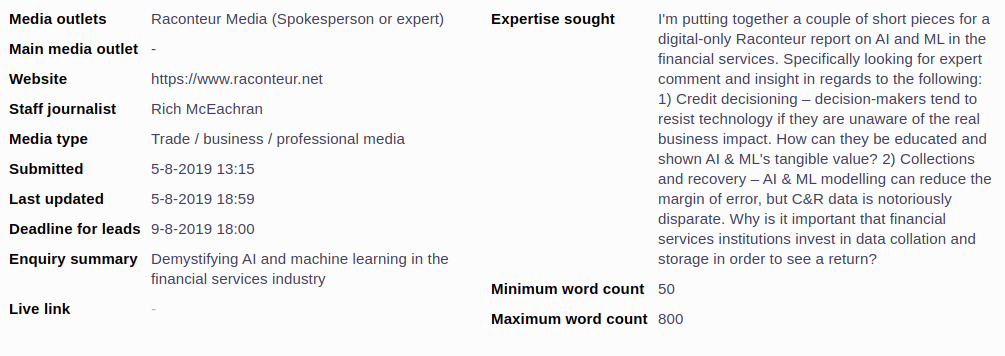 Media outlets Raconteur Media (Spokesperson or expert)
Main media outlet -
Website https://www.raconteur.net
Staff journalist Rich McEachran
Media type Trade / business / professional media
Submitted 5-8-2019 13:15
Last updated 5-8-2019 18:59
Deadline for leads 9-8-2019 18:00
Enquiry summary Demystifying AI and machine learning in the
financial services industry
Live link -
Expertise sought I'm putting together a couple of short pieces for a
digital-only Raconteur report on AI and ML in the
financial services. Specifically looking for expert
comment and insight in regards to the following:
1) Credit decisioning – decision-makers tend to
resist technology if they are unaware of the real
business impact. How can they be educated and
shown AI & ML's tangible value? 2) Collections
and recovery – AI & ML modelling can reduce the
margin of error, but C&R data is notoriously
disparate. Why is it important that financial
services institutions invest in data collation and
storage in order to see a return?
Minimum word count 50
Maximum word count 800